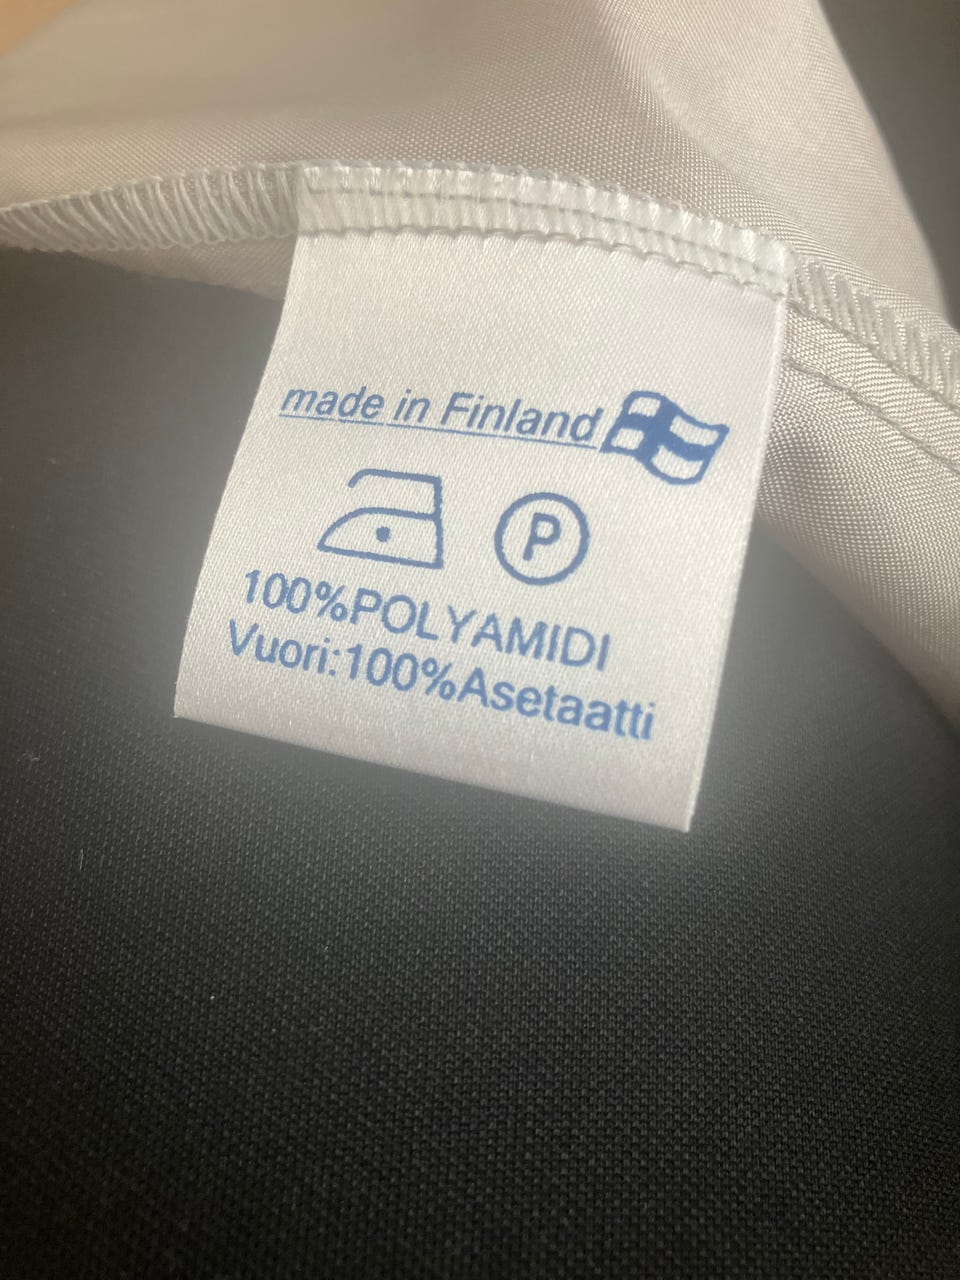 made in Finland
P
100%POLYAMIDI
Vuori:100%Asetaatti